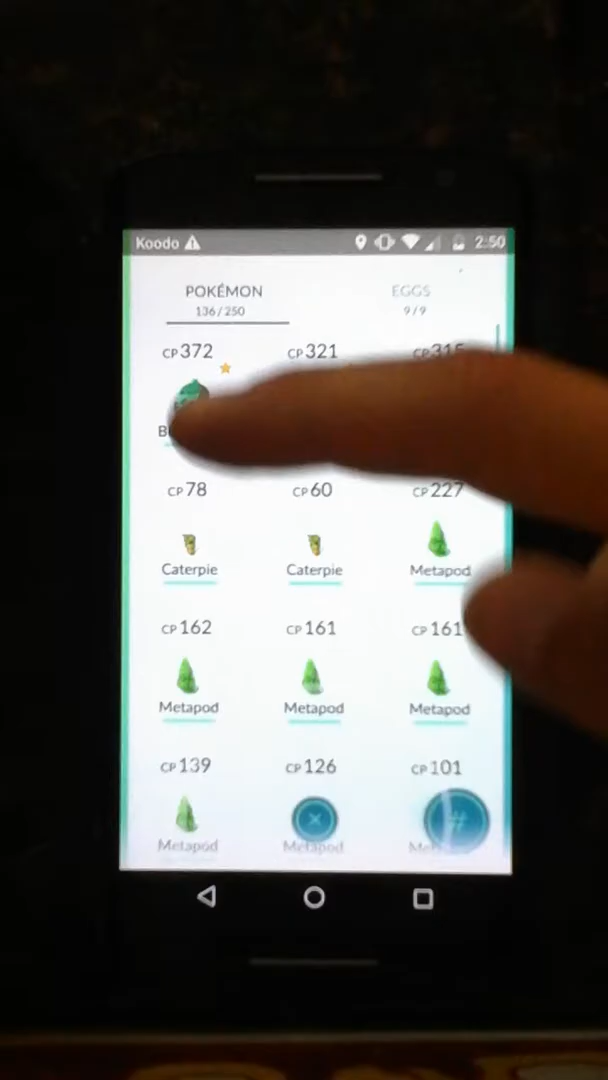 Koodo 2:50
POKÉMON EGGS
136/250 9/9
CP372 CP321 CP315
CP78 CP60 CP227
Caterpie Caterpie Metapod
CP162 CP161 CP161
Metapod Metapod Metapod
CP139 CP126 CP101
Metapod Metapod